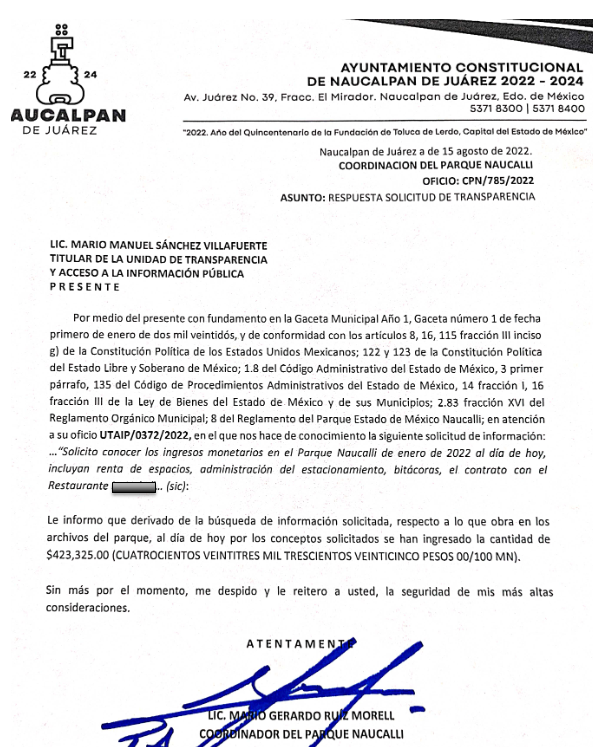 22 24
AUCALPAN
DE JUÁREZ
AYUNTAMIENTO CONSTITUCIONAL
DE NAUCALPAN DE JUÁREZ 2022 - 2024
Av. Juárez No. 39, Fracc. El Mirador. Naucalpan de Juárez, Edo. de México
5371 8300 | 5371 8400
"2022. Año del Quincentenario de la Fundación de Toluca de Lerdo, Capital del Estado de México"
Naucalpan de Juárez a de 15 agosto de 2022.
COORDINACION DEL PARQUE NAUCALLI
OFICIO: CPN/785/2022
ASUNTO: RESPUESTA SOLICITUD DE TRANSPARENCIA
LIC. MARIO MANUEL SÁNCHEZ VILLAFUERTE
TITULAR DE LA UNIDAD DE TRANSPARENCIA
Y ACCESO A LA INFORMACIÓN PÚBLICA
P R E S E N T E
Por medio del presente con fundamento en la Gaceta Municipal Año 1, Gaceta número 1 de fecha
primero de enero de dos mil veintidós, y de conformidad con los artículos 8, 16, 115 fracción III inciso
g) de la Constitución Política de los Estados Unidos Mexicanos; 122 y 123 de la Constitución Política
del Estado Libre y Soberano de México; 1.8 del Código Administrativo del Estado de México, 3 primer
párrafo, 135 del Código de Procedimientos Administrativos del Estado de México, 14 fracción I, 16
fracción III de la Ley de Bienes del Estado de México y de sus Municipios; 2.83 fracción XVI del
Reglamento Orgánico Municipal; 8 del Reglamento del Parque Estado de México Naucalli; en atención
a su oficio UTAIP/0372/2022, en el que nos hace de conocimiento la siguiente solicitud de información:
..."Solicito conocer los ingresos monetarios en el Parque Naucalli de enero de 2022 al día de hoy,
incluyan renta de espacios, administración del estacionamiento, bitácoras, el contrato con el
Restaurante ... (sic):
Le informo que derivado de la búsqueda de información solicitada, respecto a lo que obra en los
archivos del parque, al día de hoy por los conceptos solicitados se han ingresado la cantidad de
$423,325.00 (CUATROCIENTOS VEINTITRES MIL TRESCIENTOS VEINTICINCO PESOS 00/100 MN).
Sin más por el momento, me despido y le reitero a usted, la seguridad de mis más altas
consideraciones.
A T E N T A M E N T E
LIC. MARIO GERARDO RUIZ MORELL
COORDINADOR DEL PARQUE NAUCALLI